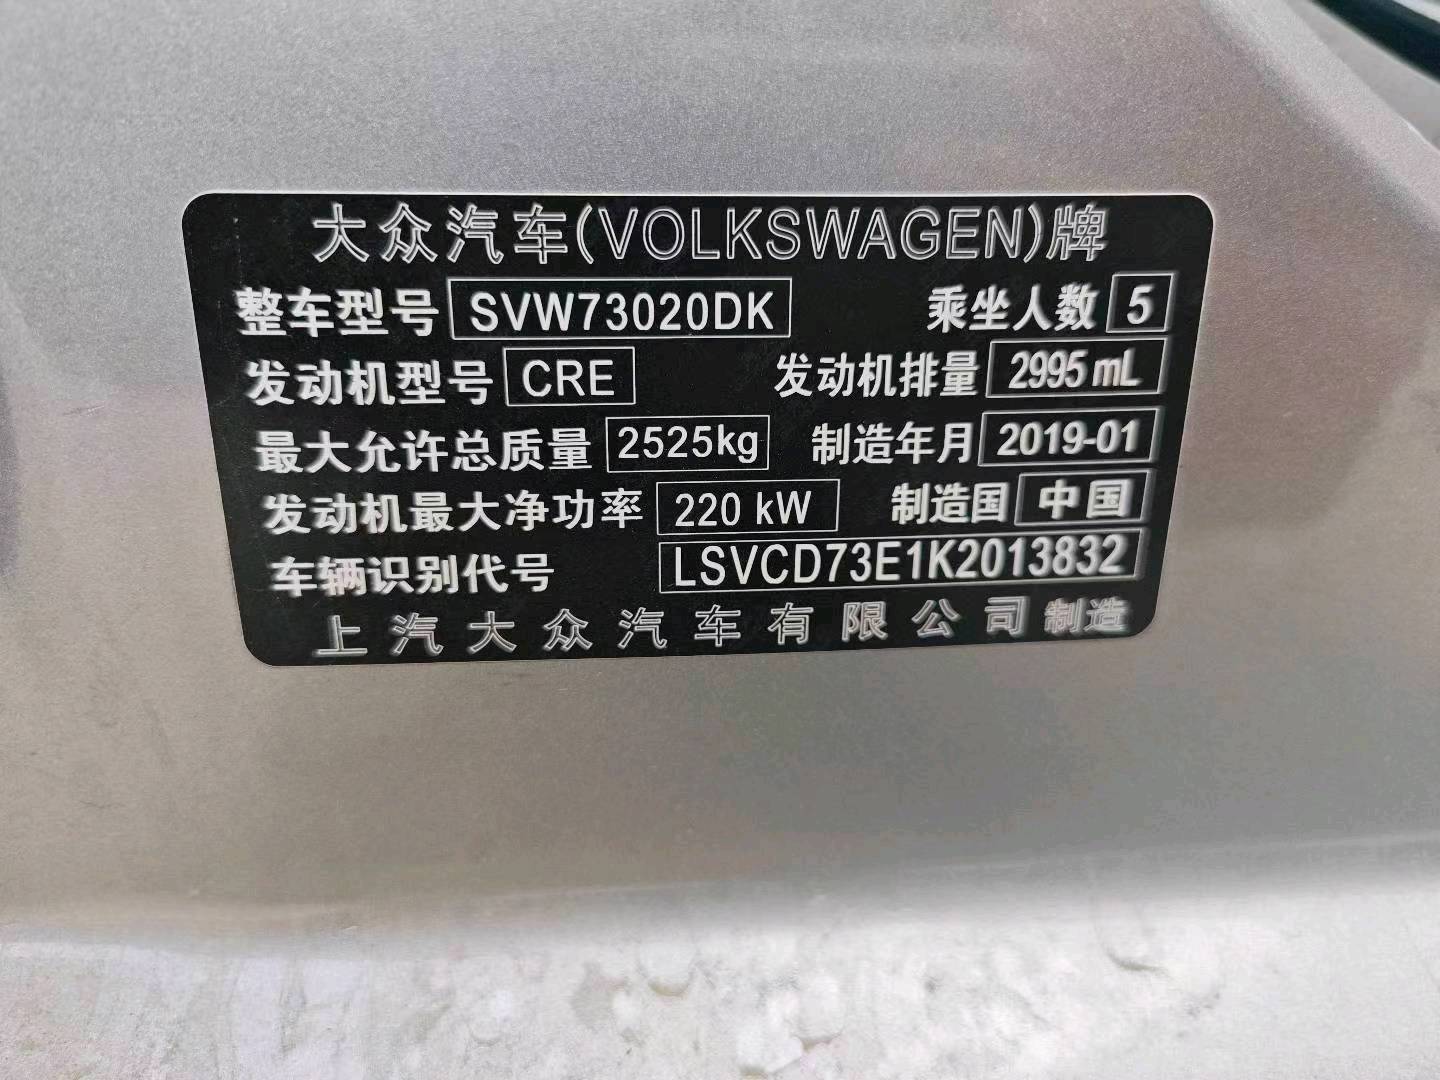 大众汽车(VOLKSWAGEN)牌
整车型号 SVW73020DK 乘坐人数 5
发动机型号 CRE 发动机排量 2995 mL
最大允许总质量 2525kg 制造年月 2019-01
发动机最大净功率 220 kW 制造国 中国
车辆识别代号 LSVCD73E1K2013832
上汽大众汽车有限公司制造